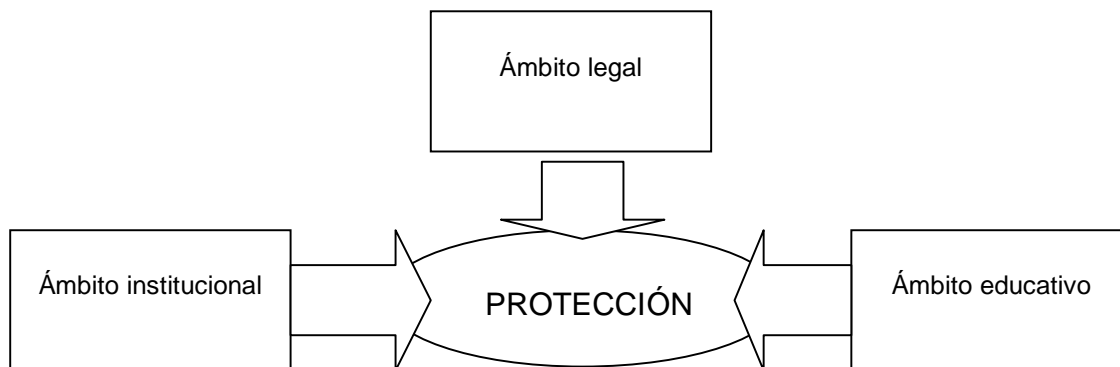 Ámbito legal
Ámbito institucional
PROTECCIÓN
Ámbito educativo